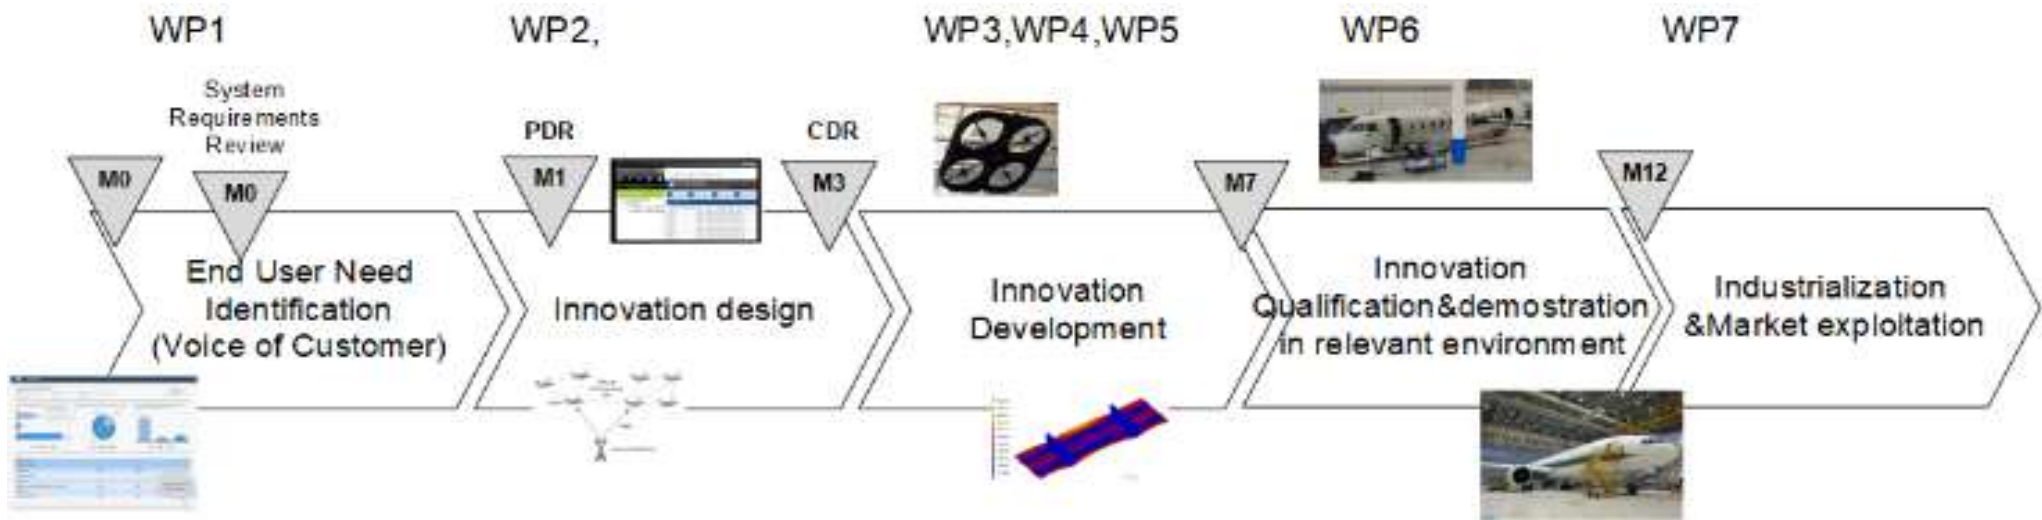 WP1
WP2,
WP3,WP4,WP5
WP6
WP7
System
Requirements
Review
PDR
CDR
M0
M0
M1
M3
M7
M12
End User Need
Identification
(Voice of Customer)
Innovation design
Innovation
Development
Innovation
Qualification&demostration
in relevant environment
Industrialization
&Market exploitation